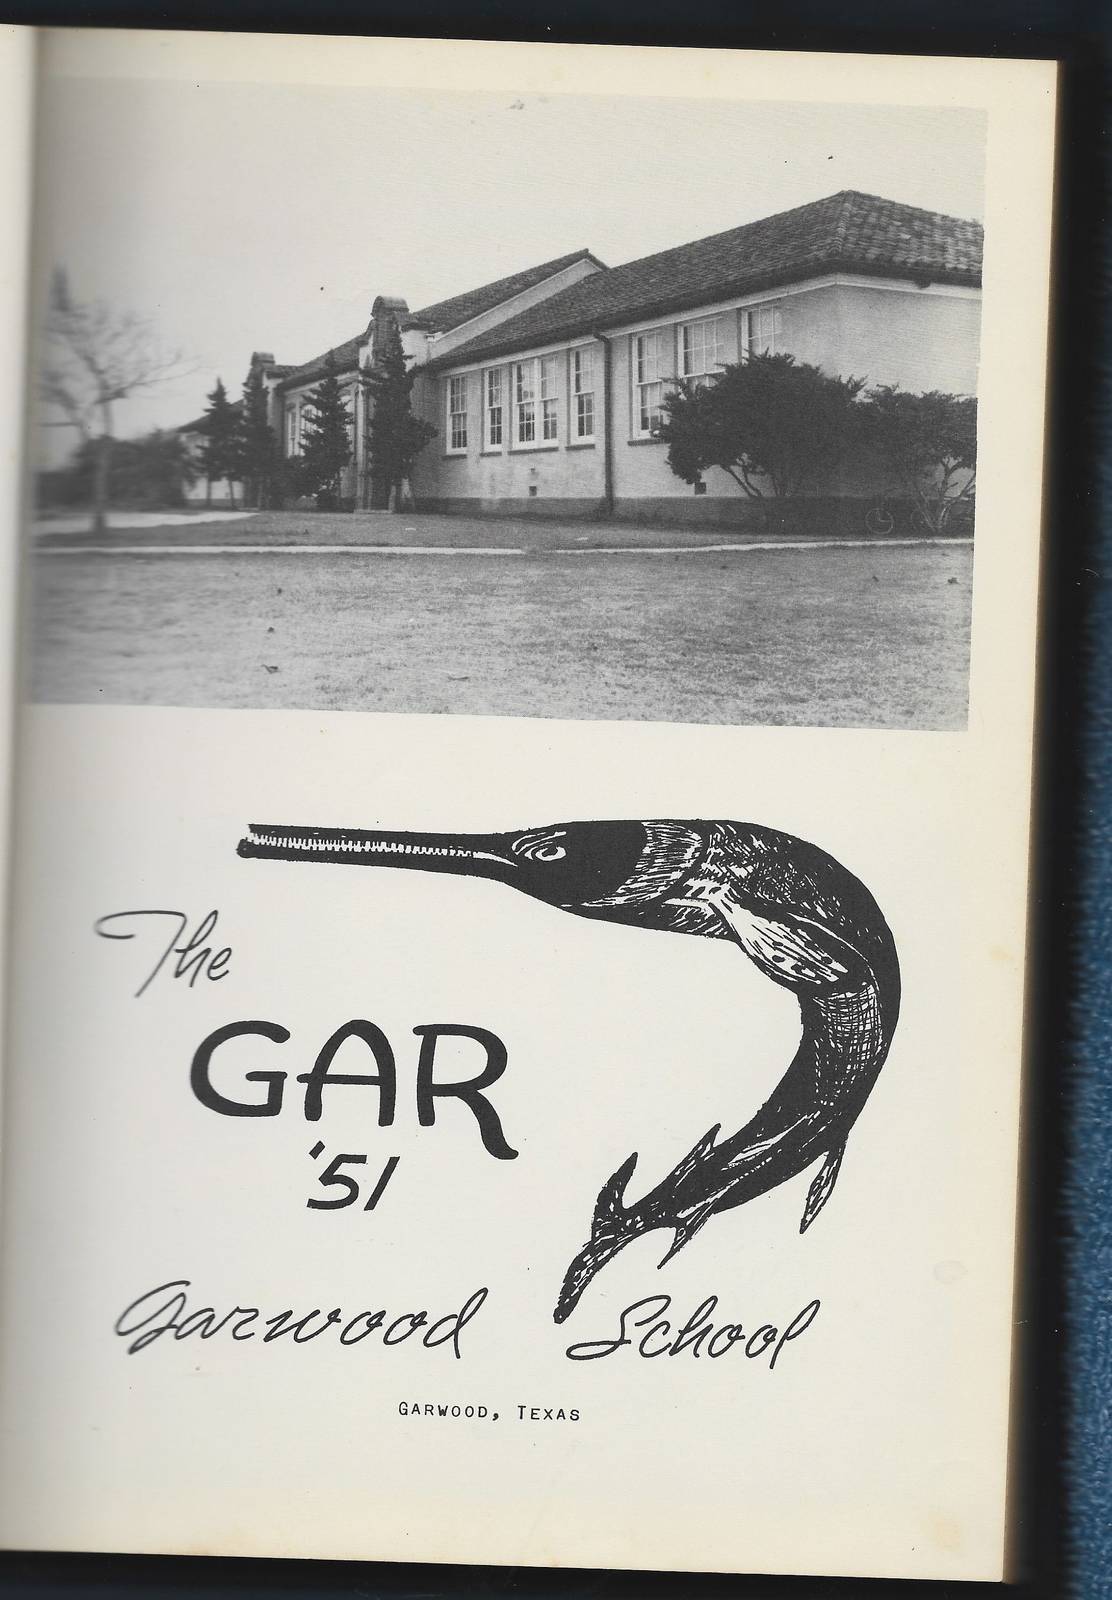 The
GAR
'51
Garwood School
GARWOOD, TEXAS